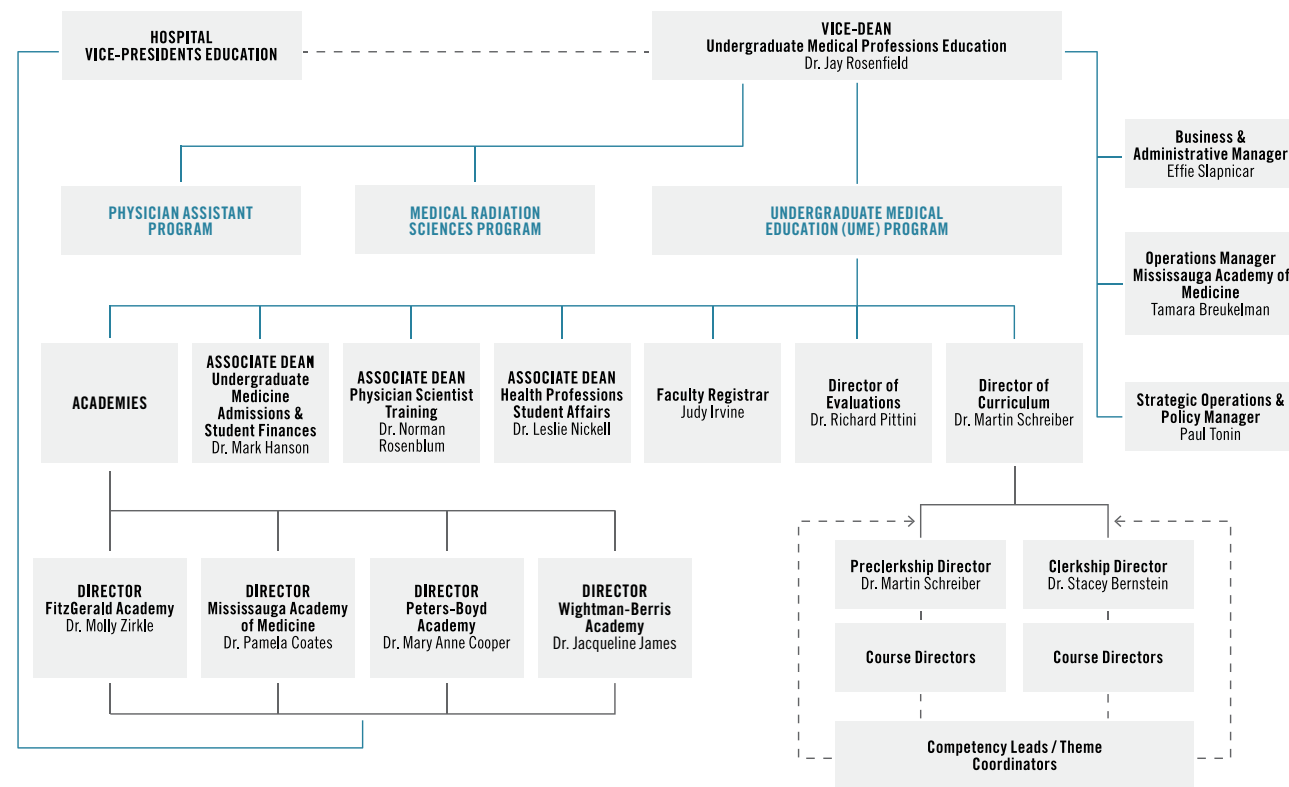 HOSPITAL
VICE-PRESIDENTS EDUCATION
VICE-DEAN
Undergraduate Medical Professions Education
Dr. Jay Rosenfield
Business &
Administrative Manager
Effie Slapnicar
PHYSICIAN ASSISTANT
PROGRAM
MEDICAL RADIATION
SCIENCES PROGRAM
UNDERGRADUATE MEDICAL
EDUCATION (UME) PROGRAM
Operations Manager
Mississauga Academy of
Medicine
Tamara Breukelman
Strategic Operations &
Policy Manager
Paul Tonin
ACADEMIES
ASSOCIATE DEAN
Undergraduate
Medicine
Admissions &
Student Finances
Dr. Mark Hanson
ASSOCIATE DEAN
Physician Scientist
Training
Dr. Norman
Rosenblum
ASSOCIATE DEAN
Health Professions
Student Affairs
Dr. Leslie Nickell
Faculty Registrar
Judy Irvine
Director of
Evaluations
Dr. Richard Pittini
Director of
Curriculum
Dr. Martin Schreiber
DIRECTOR
FitzGerald Academy
Dr. Molly Zirkle
DIRECTOR
Mississauga Academy
of Medicine
Dr. Pamela Coates
DIRECTOR
Peters-Boyd
Academy
Dr. Mary Anne Cooper
DIRECTOR
Wightman-Berris
Academy
Dr. Jacqueline James
Preclerkship Director
Dr. Martin Schreiber
Clerkship Director
Dr. Stacey Bernstein
Course Directors
Course Directors
Competency Leads / Theme
Coordinators